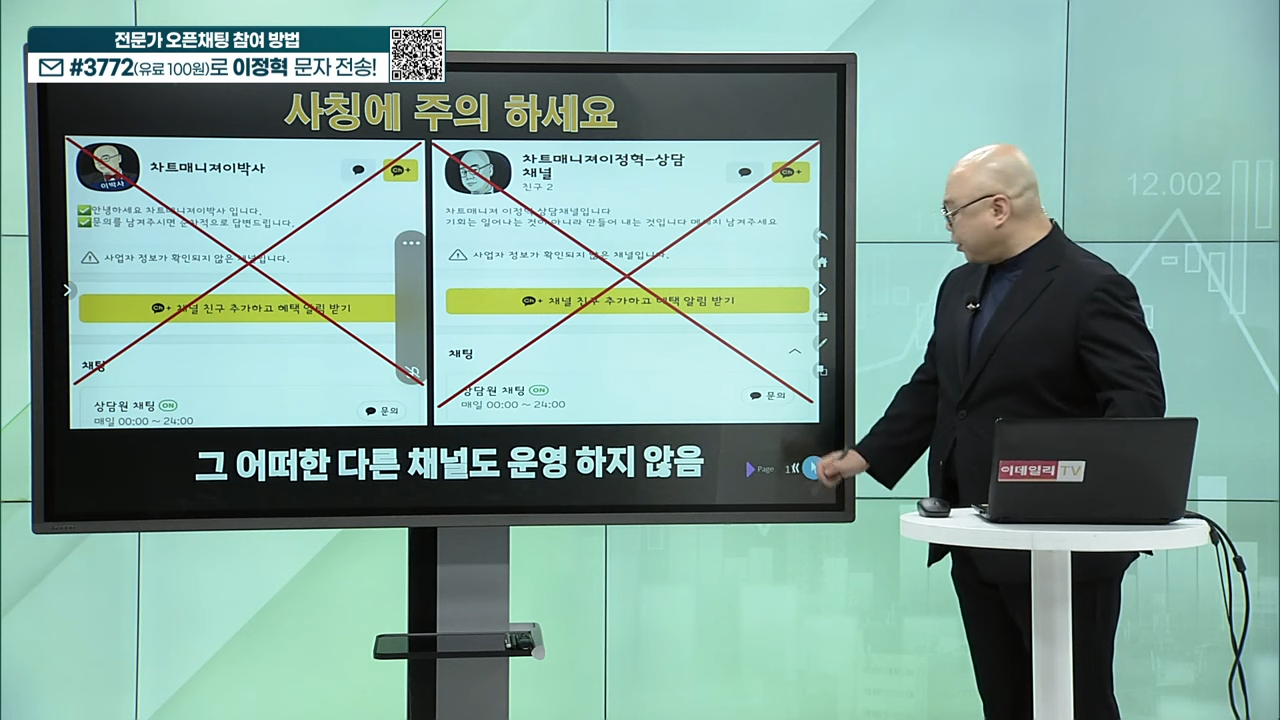 전문가 오픈채팅 참여 방법
#3772(유료 100원)로 이정혁 문자 전송!
사칭에 주의 하세요
이박사
차트매니져이박사
Ch+
✅안녕하세요 차트매니져이박사 입니다.
✅문의를 남겨주시면 순차적으로 답변드립니다.
사업자 정보가 확인되지 않은 채널입니다.
Ch+ 채널 친구 추가하고 혜택 알림 받기
채팅
상담원 채팅 ON
매일 00:00 ~ 24:00
문의
차트매니져이정혁-상담
채널
친구 2
Ch+
차트매니져 이정혁 상담채널입니다
기회는 일어나는 것이 아니라 만들어 내는 것입니다 메세지 남겨주세요
사업자 정보가 확인되지 않은 채널입니다.
Ch+ 채널 친구 추가하고 혜택 알림 받기
채팅
상담원 채팅 ON
매일 00:00 ~ 24:00
문의
그 어떠한 다른 채널도 운영 하지 않음
Page
1
12.002
이데일리TV